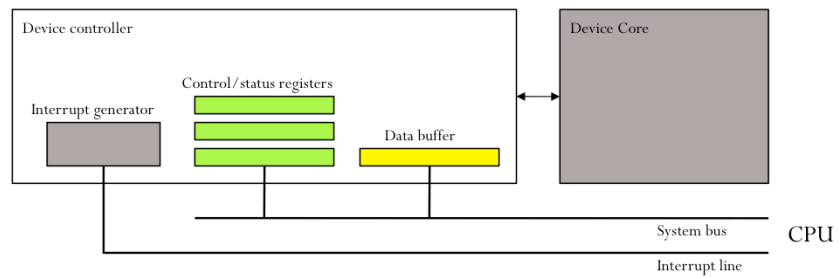 Device controller
Device Core
Control/status registers
Interrupt generator
Data buffer
System bus
CPU
Interrupt line